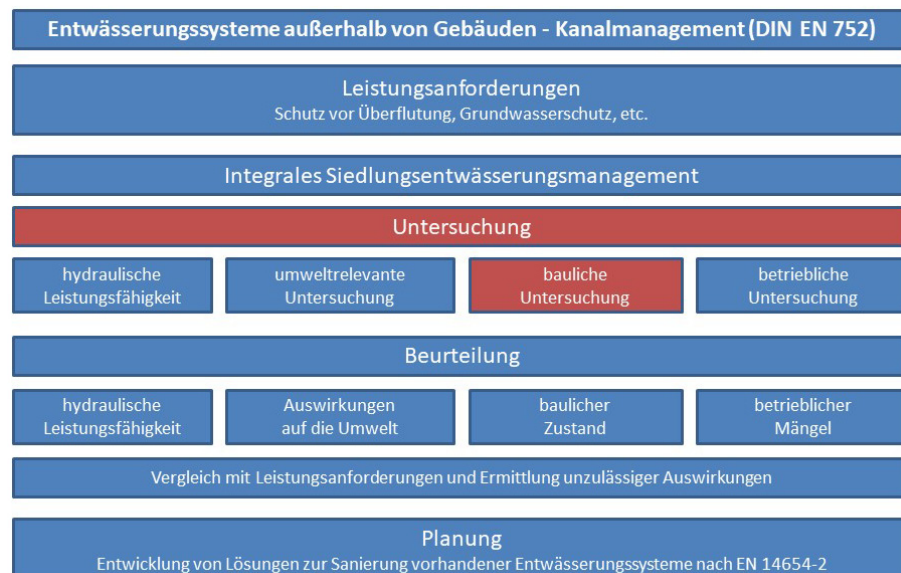 Entwässerungssysteme außerhalb von Gebäuden - Kanalmanagement (DIN EN 752)
Leistungsanforderungen
Schutz vor Überflutung, Grundwasserschutz, etc.
Integrales Siedlungsentwässerungsmanagement
Untersuchung
hydraulische
Leistungsfähigkeit
umweltrelevante
Untersuchung
bauliche
Untersuchung
betriebliche
Untersuchung
Beurteilung
hydraulische
Leistungsfähigkeit
Auswirkungen
auf die Umwelt
baulicher
Zustand
betrieblicher
Mängel
Vergleich mit Leistungsanforderungen und Ermittlung unzulässiger Auswirkungen
Planung
Entwicklung von Lösungen zur Sanierung vorhandener Entwässerungssysteme nach EN 14654-2